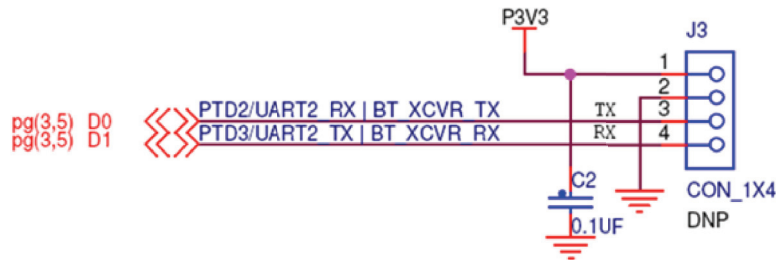 P3V3
J3
1
2
PTD2/UART2_RX|BT_XCVR_TX TX 3
pg(3,5) D0
PTD3/UART2_TX|BT_XCVR_RX RX 4
pg(3,5) D1
C2
CON_1X4
0.1UF
DNP